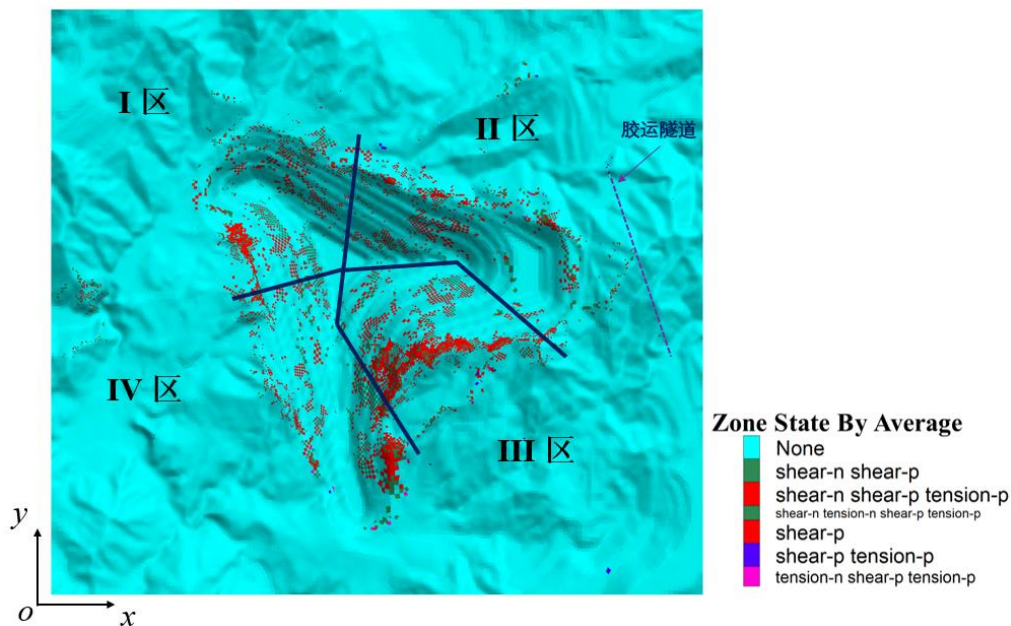 I 区
II 区
胶运隧道
IV 区
III 区
Zone State By Average
None
shear-n shear-p
shear-n shear-p tension-p
shear-n tension-n shear-p tension-p
shear-p
shear-p tension-p
tension-n shear-p tension-p
y
o
x